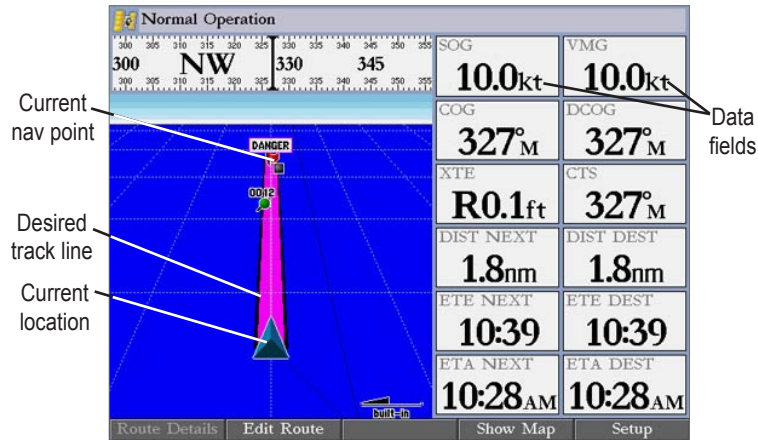 Normal Operation
300 305 310 315 320 325 330 335 340 345 350 355
300 NW 330 345
300 305 310 315 320 325 330 335 340 345 350 355
SOG
10.0kt
VMG
10.0kt
COG
327°M
DCOG
327°M
XTE
R0.1ft
CTS
327°M
DIST NEXT
1.8nm
DIST DEST
1.8nm
ETE NEXT
10:39
ETE DEST
10:39
ETA NEXT
10:28AM
ETA DEST
10:28AM
DANGER
0012
built-in
Route Details Edit Route Show Map Setup
Current
nav point
Desired
track line
Current
location
Data
fields